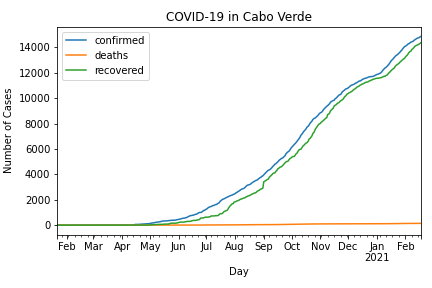 COVID-19 in Cabo Verde
confirmed
deaths
recovered
Number of Cases
14000
12000
10000
8000
6000
4000
2000
0
Feb Mar Apr May Jun Jul Aug Sep Oct Nov Dec Jan Feb
2021
Day